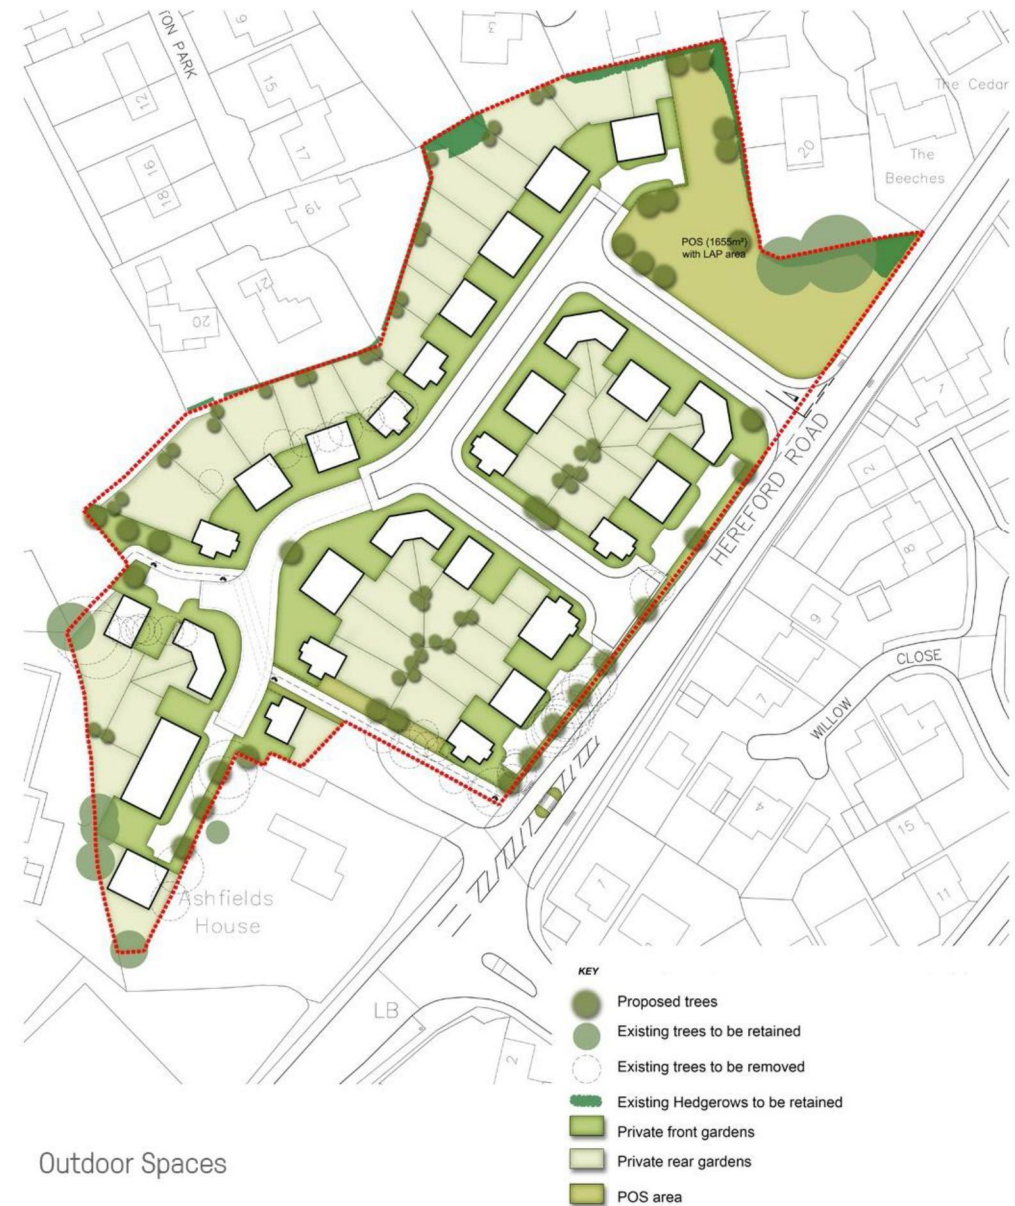 TON PARK
9
3
15
12
17
16
18
19
20
The Cedar
The
Beeches
21
20
POS (1655m²)
with LAP area
1
HEREFORD ROAD
2
8
9
CLOSE
WILLOW
7
1
4
15
11
7
Ashfields
House
LB
2
KEY
Proposed trees
Existing trees to be retained
Existing trees to be removed
Existing Hedgerows to be retained
Private front gardens
Private rear gardens
POS area
Outdoor Spaces